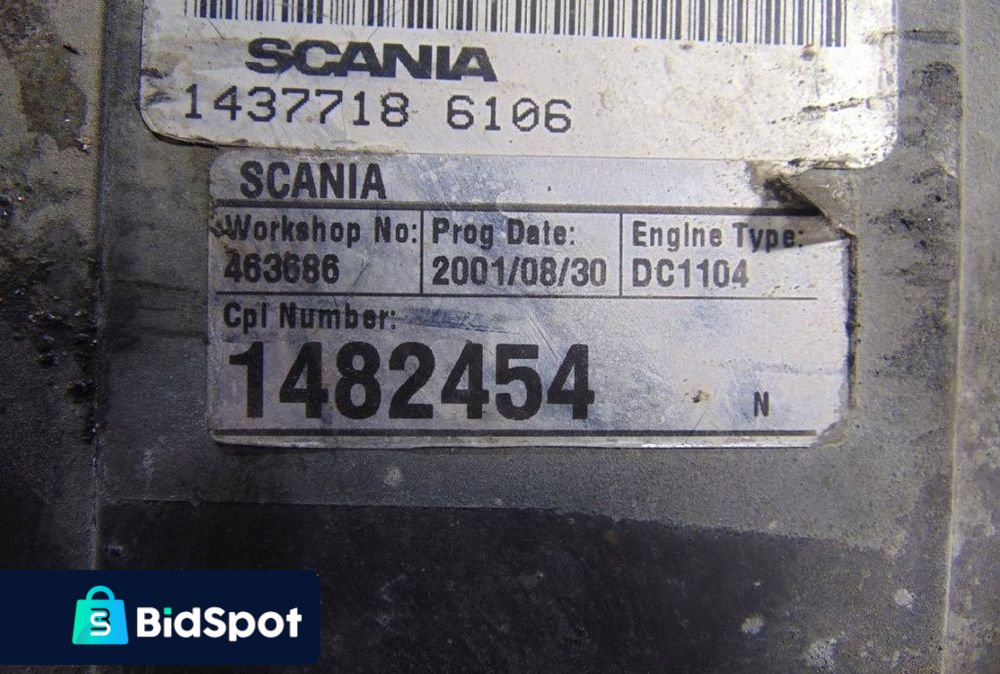 SCANIA
1437718 6106
SCANIA
Workshop No: Prog Date: Engine Type:
463686 2001/08/30 DC1104
Cpl Number:
1482454 N
BidSpot